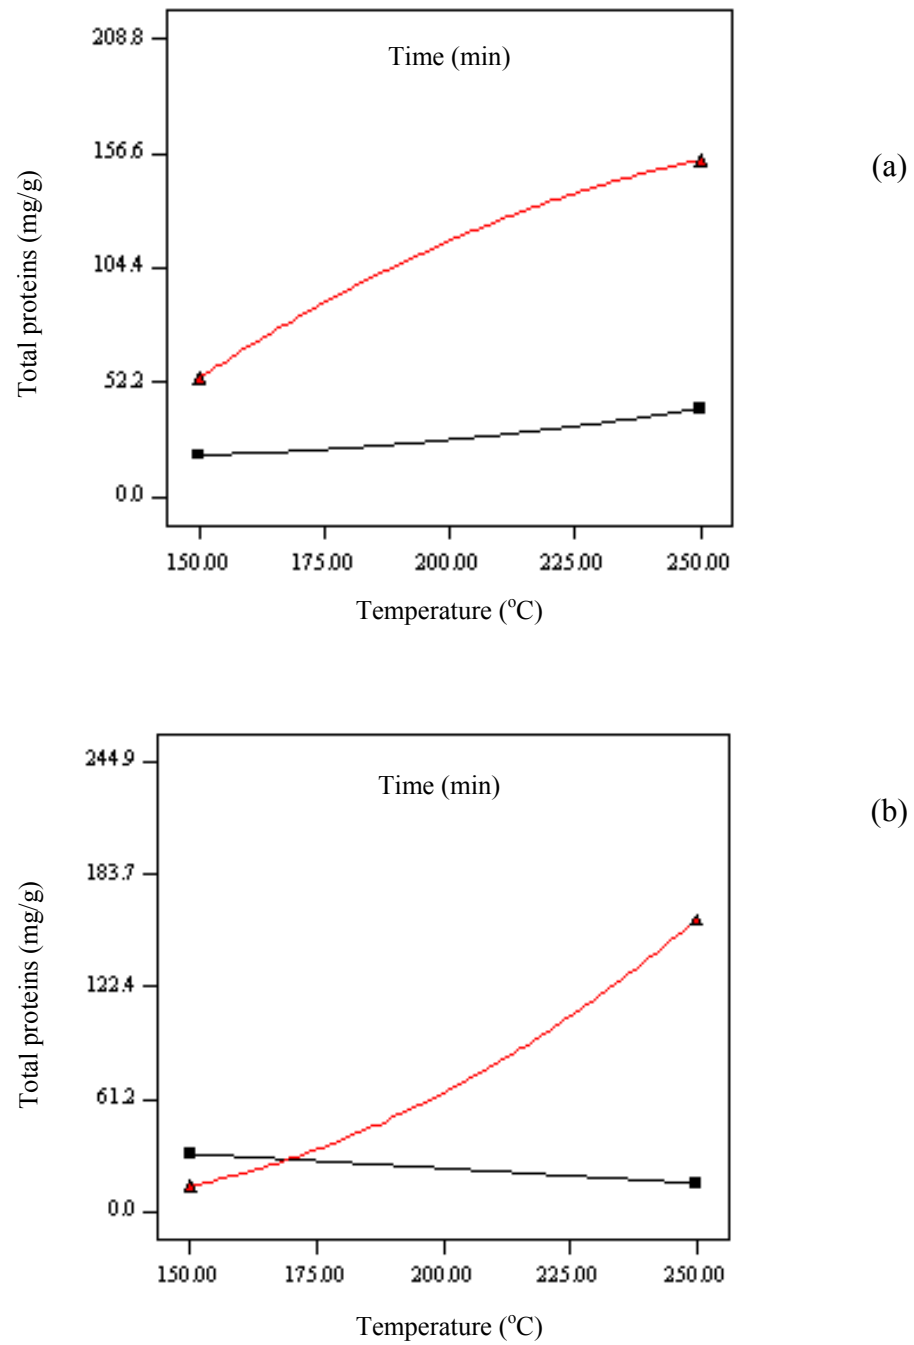 208.8
Time (min)
156.6
(a)
Total proteins (mg/g)
104.4
52.2
0.0
150.00 175.00 200.00 225.00 250.00
Temperature (°C)
244.9
Time (min)
(b)
183.7
Total proteins (mg/g)
122.4
61.2
0.0
150.00 175.00 200.00 225.00 250.00
Temperature (°C)